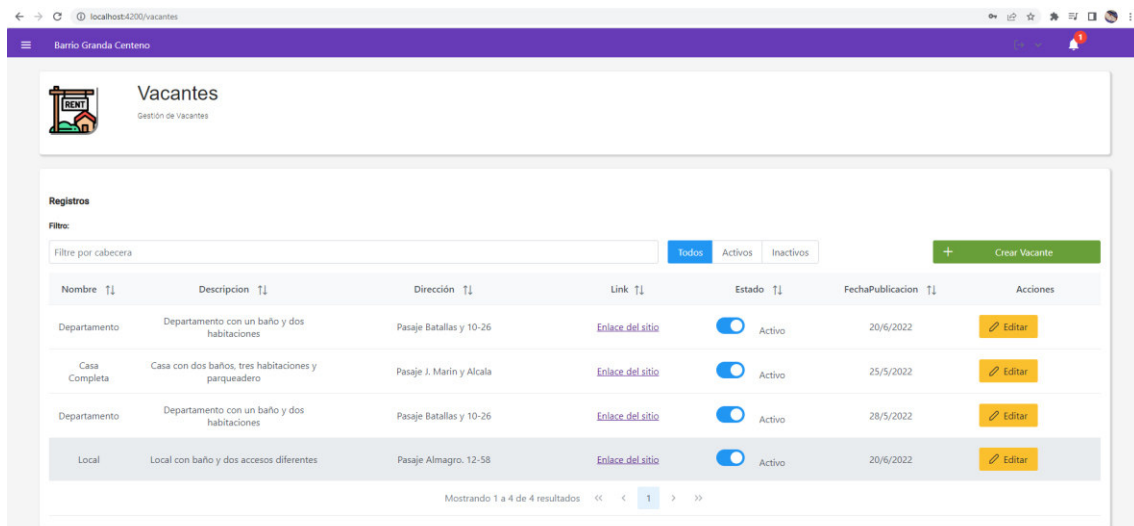 localhost:4200/vacantes
Barrio Granda Centeno
1
RENT
Vacantes
Gestión de Vacantes
Registros
Filtro:
Filtre por cabecera
Todos Activos Inactivos
+ Crear Vacante
Nombre Descripcion Dirección Link Estado FechaPublicacion Acciones
Departamento Departamento con un baño y dos habitaciones Pasaje Batallas y 10-26 Enlace del sitio Activo 20/6/2022 Editar
Casa Completa Casa con dos baños, tres habitaciones y parqueadero Pasaje J. Marin y Alcala Enlace del sitio Activo 25/5/2022 Editar
Departamento Departamento con un baño y dos habitaciones Pasaje Batallas y 10-26 Enlace del sitio Activo 28/5/2022 Editar
Local Local con baño y dos accesos diferentes Pasaje Almagro. 12-58 Enlace del sitio Activo 20/6/2022 Editar
Mostrando 1 a 4 de 4 resultados << < 1 > >>